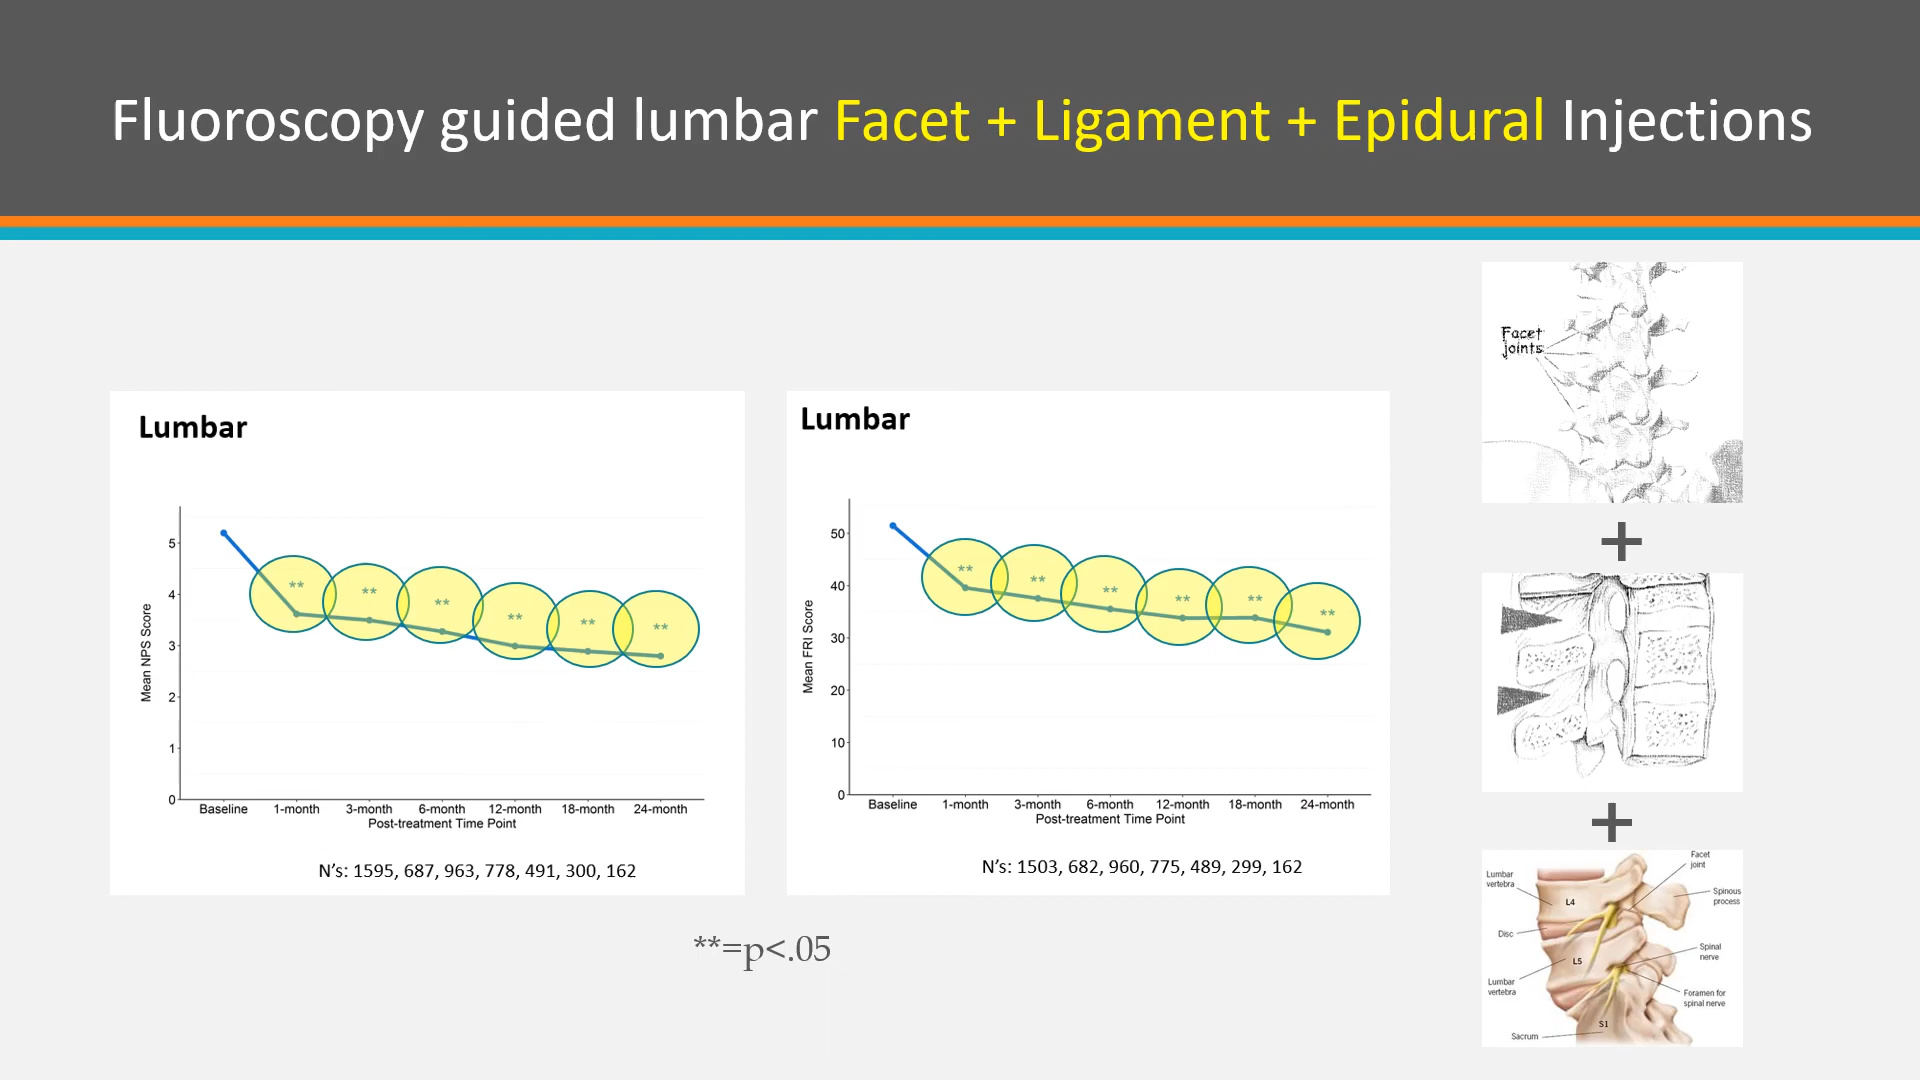 Fluoroscopy guided lumbar Facet + Ligament + Epidural Injections
Lumbar
Mean NPS Score
5
4
3
2
1
0
** ** ** ** ** **
Baseline 1-month 3-month 6-month 12-month 18-month 24-month
Post-treatment Time Point
N’s: 1595, 687, 963, 778, 491, 300, 162
Lumbar
Mean FRI Score
50
40
30
20
10
0
** ** ** ** ** **
Baseline 1-month 3-month 6-month 12-month 18-month 24-month
Post-treatment Time Point
N’s: 1503, 682, 960, 775, 489, 299, 162
**=p<.05
Facet
joints
+
+
Facet
joint
Lumbar
vertebra
Spinous
process
L4
Disc
Spinal
nerve
L5
Lumbar
vertebra
Foramen for
spinal nerve
S1
Sacrum